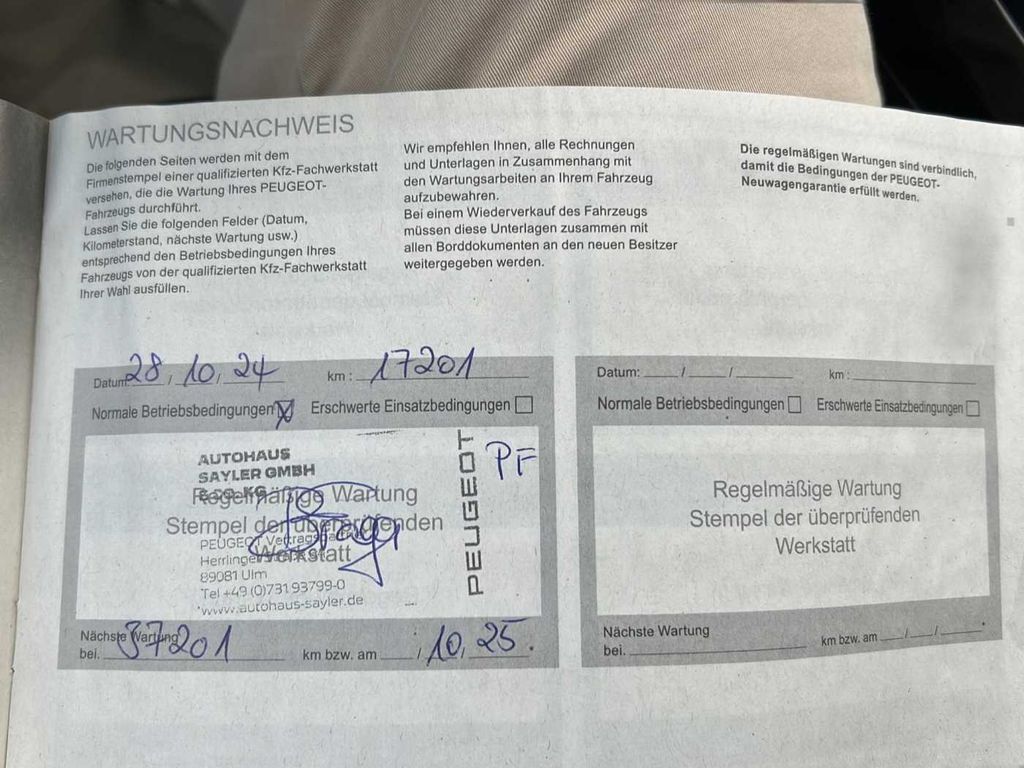 WARTUNGSNACHWEIS
Die folgenden Seiten werden mit dem
Firmenstempel einer qualifizierten Kfz-Fachwerkstatt
versehen, die die Wartung Ihres PEUGEOT-
Fahrzeugs durchführt.
Lassen Sie die folgenden Felder (Datum,
Kilometerstand, nächste Wartung usw.)
entsprechend den Betriebsbedingungen Ihres
Fahrzeugs von der qualifizierten Kfz-Fachwerkstatt
Ihrer Wahl ausfüllen.
Wir empfehlen Ihnen, alle Rechnungen
und Unterlagen in Zusammenhang mit
den Wartungsarbeiten an Ihrem Fahrzeug
aufzubewahren.
Bei einem Wiederverkauf des Fahrzeugs
müssen diese Unterlagen zusammen mit
allen Borddokumenten an den neuen Besitzer
weitergegeben werden.
Die regelmäßigen Wartungen sind verbindlich,
damit die Bedingungen der PEUGEOT-
Neuwagengarantie erfüllt werden.
Datum 28, 10, 24 km : 17201
Normale Betriebsbedingungen Erschwerte Einsatzbedingungen
AUTOHAUS
SAYLER GMBH
& CO. KG
Regelmäßige Wartung
Stempel der überprüfenden
Werkstatt
PEUGEOT
89081 Ulm
Tel +49 (0)731 93799-0
www.autohaus-sayler.de
PEUGEOT
PF
Nächste Wartung
bei. 37201 km bzw. am / 10, 25.
Datum: / / km :
Normale Betriebsbedingungen Erschwerte Einsatzbedingungen
Regelmäßige Wartung
Stempel der überprüfenden
Werkstatt
Nächste Wartung
bei. km bzw. am / /